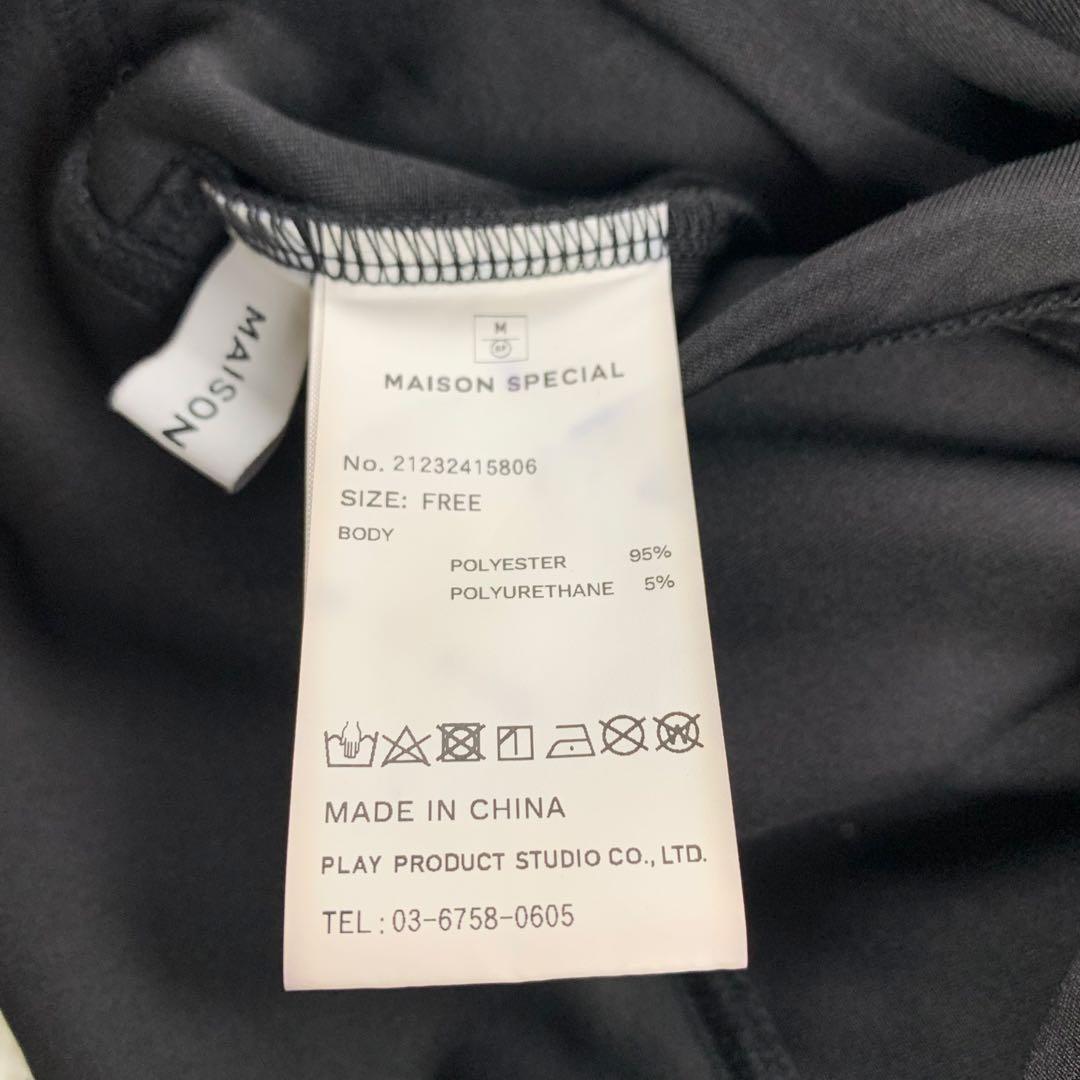 MAISON
M
SP
MAISON SPECIAL
No. 21232415806
SIZE: FREE
BODY
POLYESTER 95%
POLYURETHANE 5%
W
MADE IN CHINA
PLAY PRODUCT STUDIO CO., LTD.
TEL : 03-6758-0605